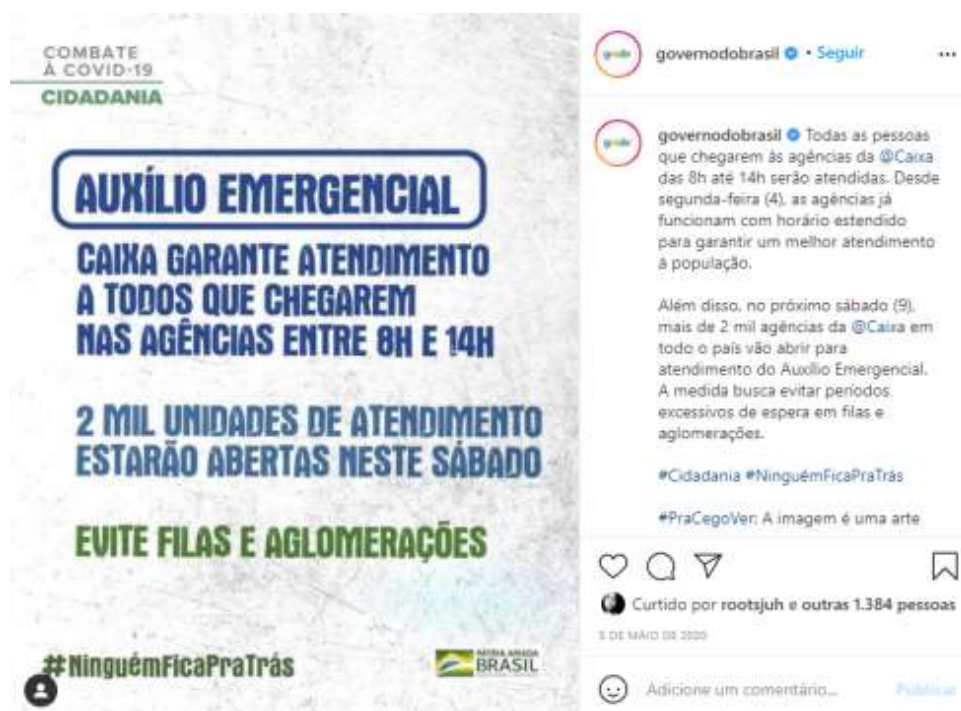 COMBATE
À COVID-19
CIDADANIA
AUXÍLIO EMERGENCIAL
CAIXA GARANTE ATENDIMENTO
A TODOS QUE CHEGAREM
NAS AGÊNCIAS ENTRE 8H E 14H
2 MIL UNIDADES DE ATENDIMENTO
ESTARÃO ABERTAS NESTE SÁBADO
EVITE FILAS E AGLOMERAÇÕES
#NinguémFicaPraTrás
PÁTRIA AMADA
BRASIL
governodobrasil • Seguir
governodobrasil Todas as pessoas
que chegarem às agências da @Caixa
das 8h até 14h serão atendidas. Desde
segunda-feira (4), as agências já
funcionam com horário estendido
para garantir um melhor atendimento
à população.
Além disso, no próximo sábado (9),
mais de 2 mil agências da @Caixa em
todo o país vão abrir para
atendimento do Auxílio Emergencial.
A medida busca evitar períodos
excessivos de espera em filas e
aglomerações.
#Cidadania #NinguémFicaPraTrás
#PraCegoVer: A imagem é uma arte
Curtido por rootsjuh e outras 1.384 pessoas
5 DE MAIO DE 2020
Adicione um comentário... Publicar